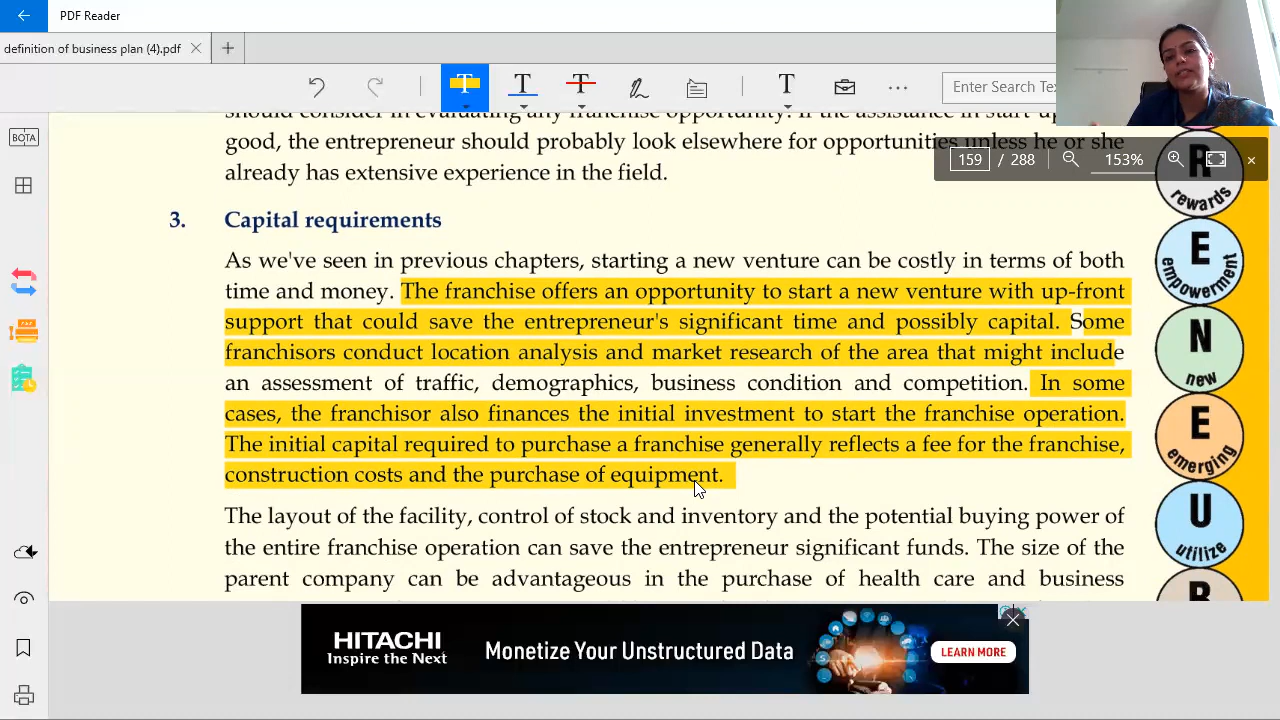 PDF Reader
definition of business plan (4).pdf
Enter Search Tex
BOTA
159 / 288
153%
good, the entrepreneur should probably look elsewhere for opportunities unless he or she
already has extensive experience in the field.
3. Capital requirements
As we've seen in previous chapters, starting a new venture can be costly in terms of both
time and money. The franchise offers an opportunity to start a new venture with up-front
support that could save the entrepreneur's significant time and possibly capital. Some
franchisors conduct location analysis and market research of the area that might include
an assessment of traffic, demographics, business condition and competition. In some
cases, the franchisor also finances the initial investment to start the franchise operation.
The initial capital required to purchase a franchise generally reflects a fee for the franchise,
construction costs and the purchase of equipment.
The layout of the facility, control of stock and inventory and the potential buying power of
the entire franchise operation can save the entrepreneur significant funds. The size of the
parent company can be advantageous in the purchase of health care and business
R
rewards
E
empowerment
N
new
E
emerging
U
utilize
R
HITACHI
Inspire the Next
Monetize Your Unstructured Data
LEARN MORE